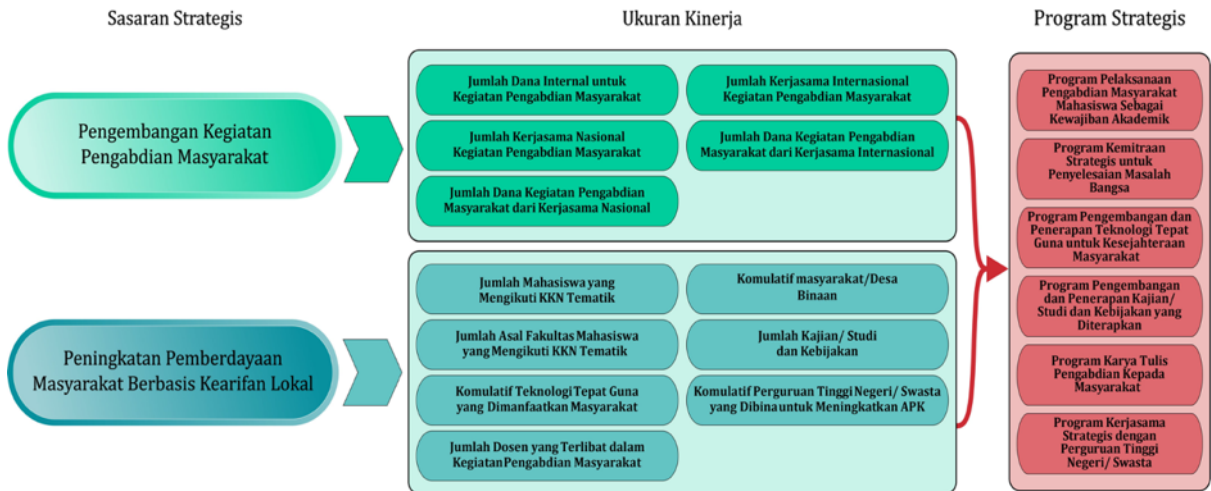 Sasaran Strategis
Ukuran Kinerja
Program Strategis
Pengembangan Kegiatan
Pengabdian Masyarakat
Jumlah Dana Internal untuk
Kegiatan Pengabdian Masyarakat
Jumlah Kerjasama Internasional
Kegiatan Pengabdian Masyarakat
Jumlah Kerjasama Nasional
Kegiatan Pengabdian Masyarakat
Jumlah Dana Kegiatan Pengabdian
Masyarakat dari Kerjasama Internasional
Jumlah Dana Kegiatan Pengabdian
Masyarakat dari Kerjasama Nasional
Peningkatan Pemberdayaan
Masyarakat Berbasis Kearifan Lokal
Jumlah Mahasiswa yang
Mengikuti KKN Tematik
Komulatif masyarakat/Desa
Binaan
Jumlah Asal Fakultas Mahasiswa
yang Mengikuti KKN Tematik
Jumlah Kajian/ Studi
dan Kebijakan
Komulatif Teknologi Tepat Guna
yang Dimanfaatkan Masyarakat
Komulatif Perguruan Tinggi Negeri/ Swasta
yang Dibina untuk Meningkatkan APK
Jumlah Dosen yang Terlibat dalam
Kegiatan Pengabdian Masyarakat
Program Pelaksanaan
Pengabdian Masyarakat
Mahasiswa Sebagai
Kewajiban Akademik
Program Kemitraan
Strategis untuk
Penyelesaian Masalah
Bangsa
Program Pengembangan dan
Penerapan Teknologi Tepat
Guna untuk Kesejahteraan
Masyarakat
Program Pengembangan
dan Penerapan Kajian/
Studi dan Kebijakan yang
Diterapkan
Program Karya Tulis
Pengabdian Kepada
Masyarakat
Program Kerjasama
Strategis dengan
Perguruan Tinggi
Negeri/ Swasta